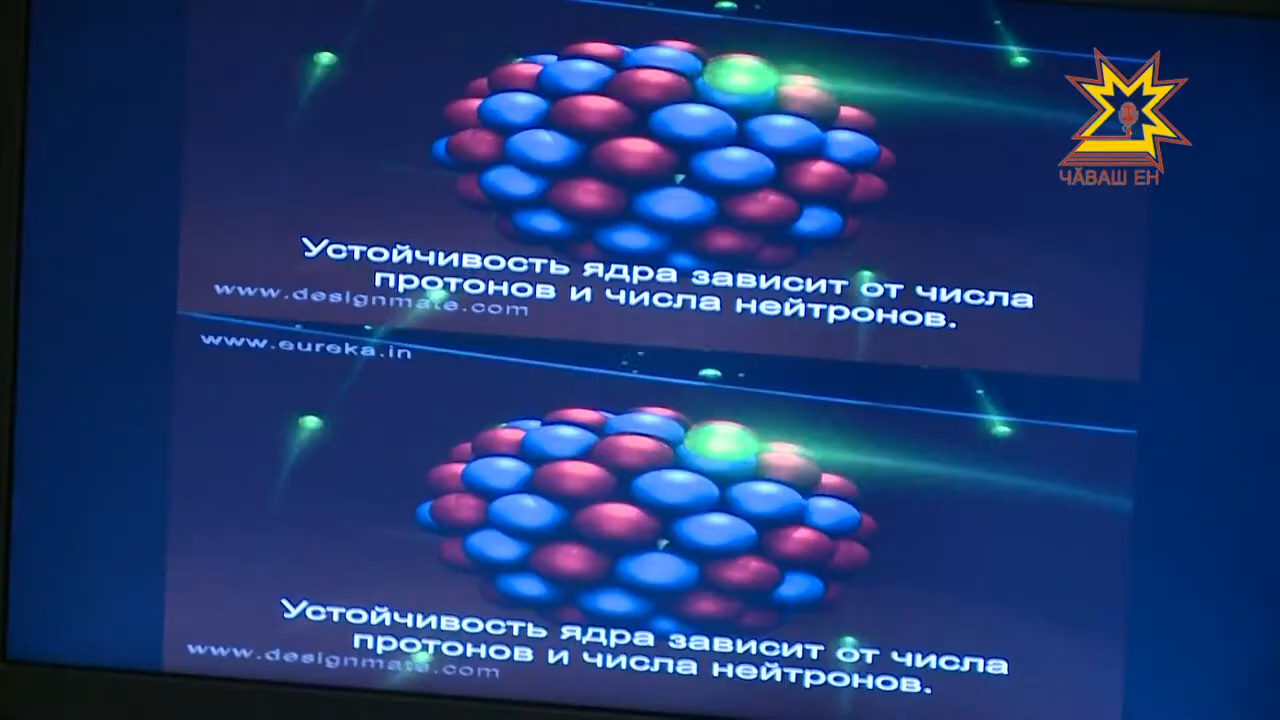 ЧӐВАШ ЕН
Устойчивость ядра зависит от числа
протонов и числа нейтронов.
www.designmate.com
www.eureka.in
Устойчивость ядра зависит от числа
протонов и числа нейтронов.
www.designmate.com